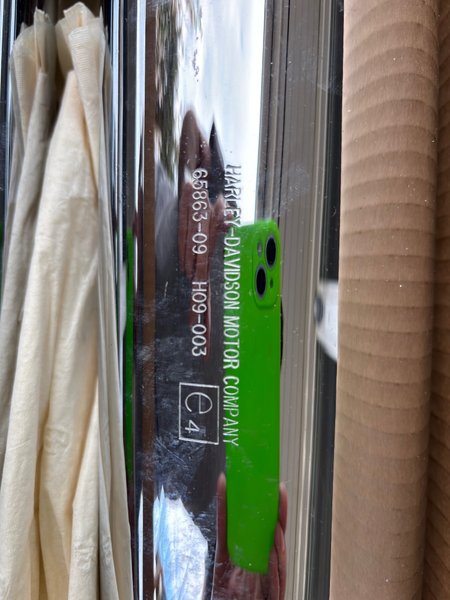 HARLEY-DAVIDSON MOTOR COMPANY
65863-09 H09-003
e4